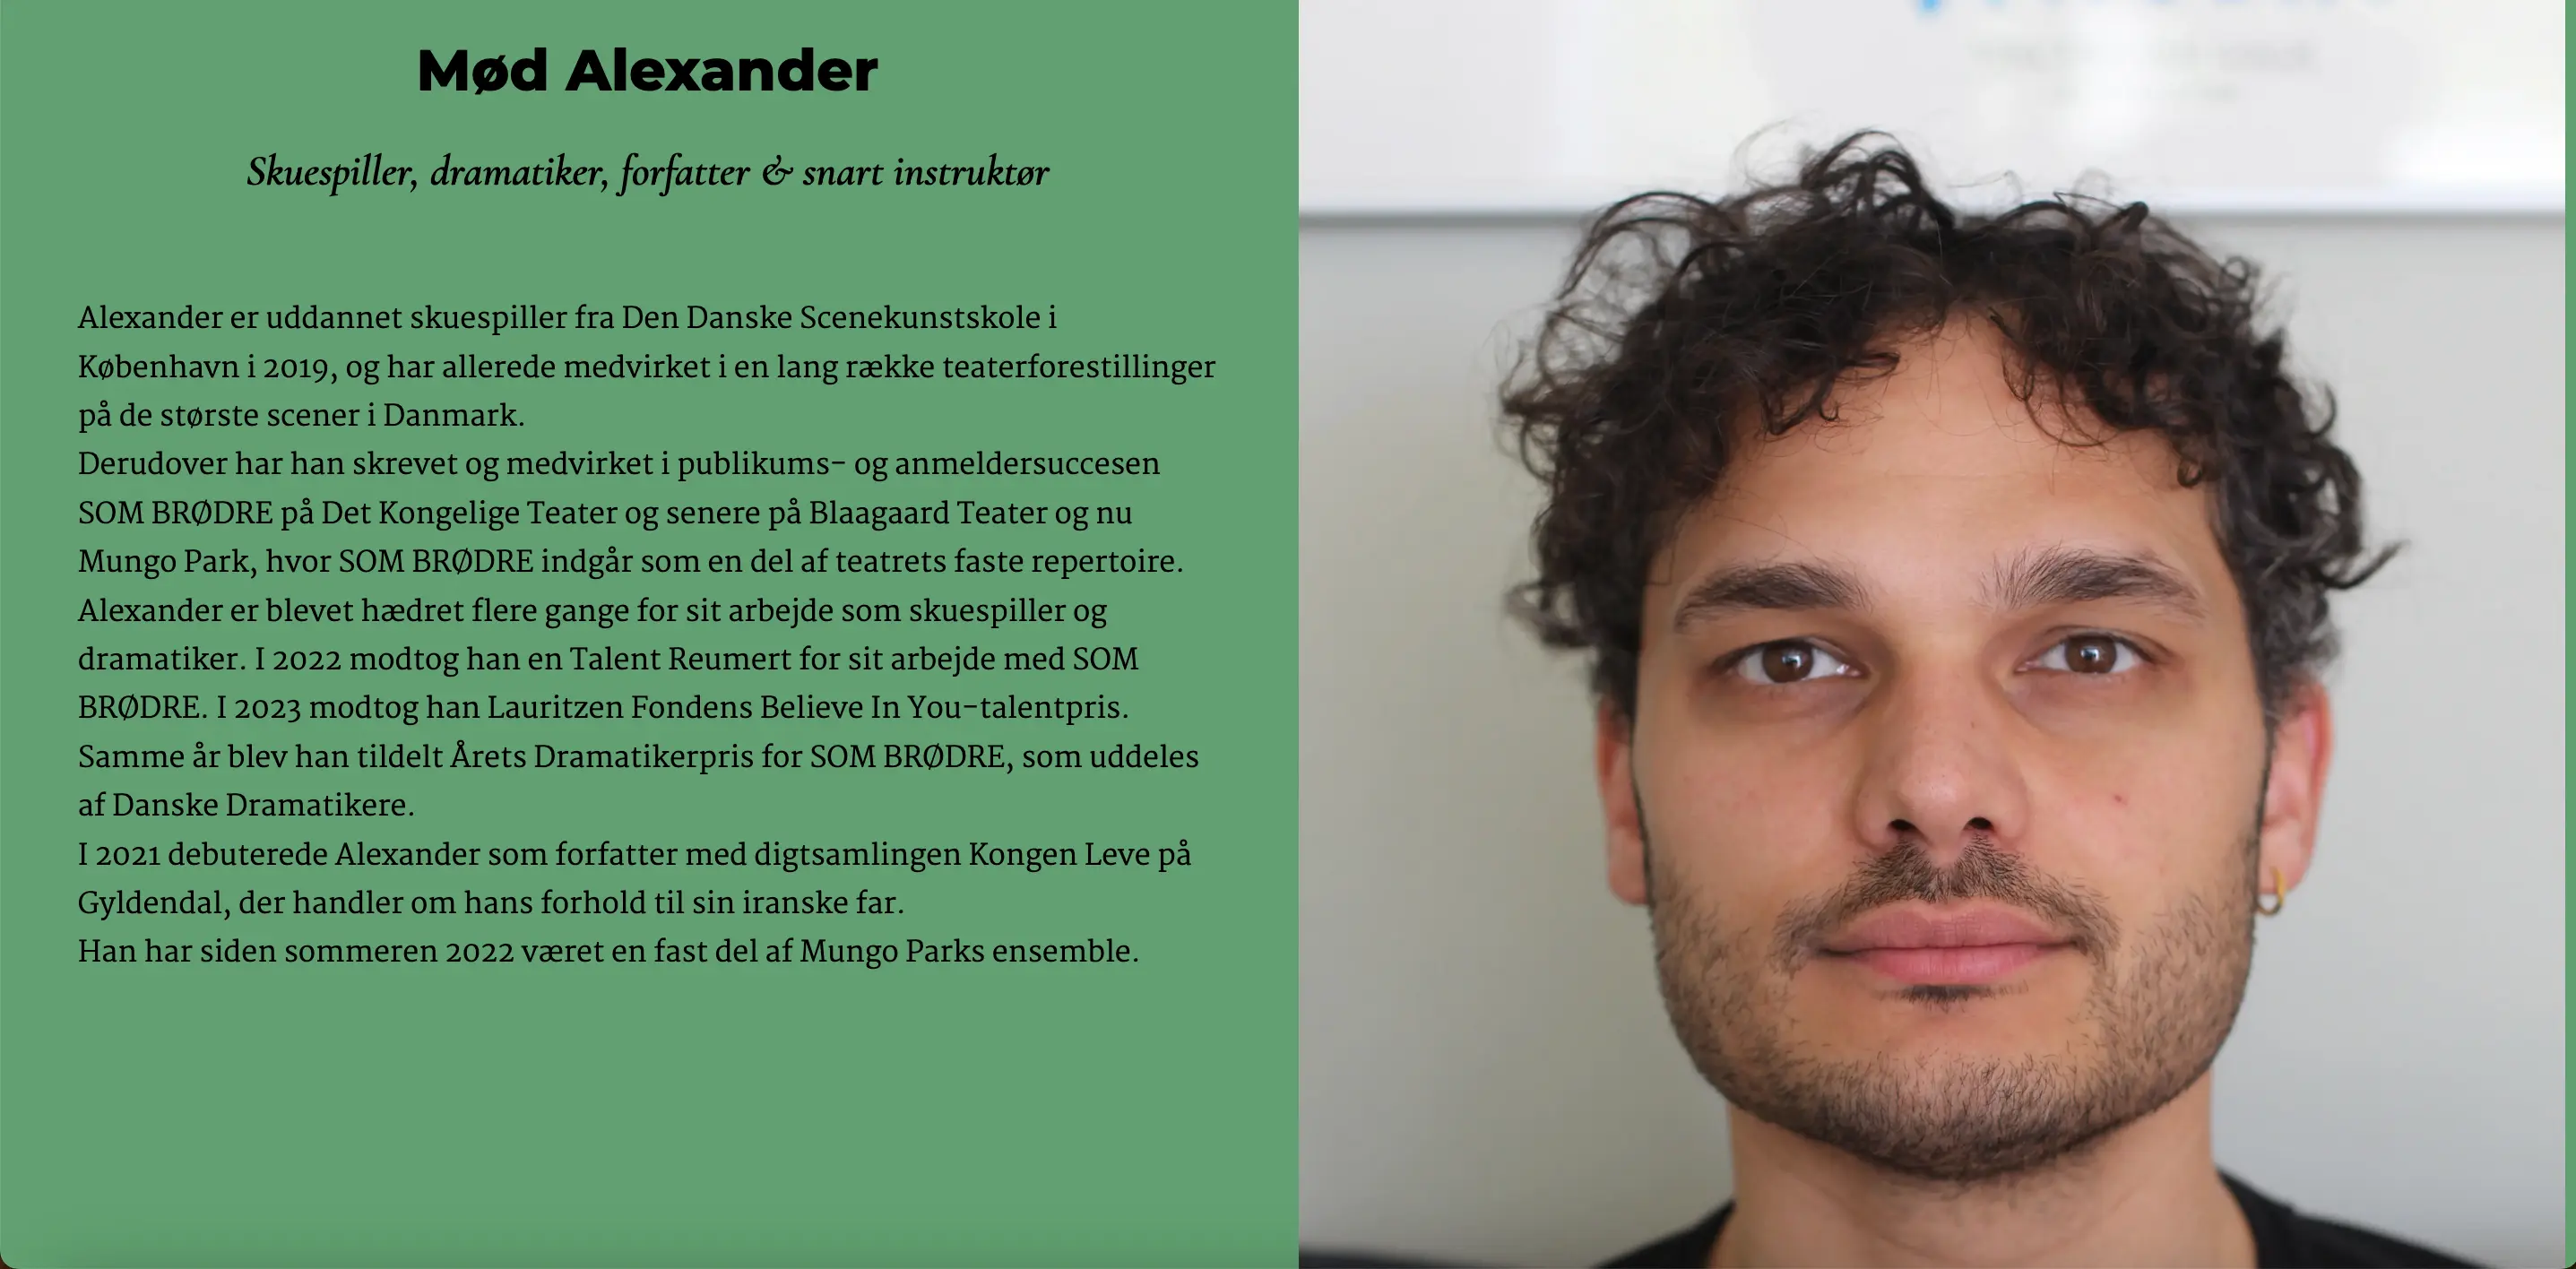 Mød Alexander
Skuespiller, dramatiker, forfatter & snart instruktør
Alexander er uddannet skuespiller fra Den Danske Scenekunstskole i
København i 2019, og har allerede medvirket i en lang række teaterforestillinger
på de største scener i Danmark.
Derudover har han skrevet og medvirket i publikums- og anmeldersuccesen
SOM BRØDRE på Det Kongelige Teater og senere på Blaagaard Teater og nu
Mungo Park, hvor SOM BRØDRE indgår som en del af teatrets faste repertoire.
Alexander er blevet hædret flere gange for sit arbejde som skuespiller og
dramatiker. I 2022 modtog han en Talent Reumert for sit arbejde med SOM
BRØDRE. I 2023 modtog han Lauritzen Fondens Believe In You-talentpris.
Samme år blev han tildelt Årets Dramatikerpris for SOM BRØDRE, som uddeles
af Danske Dramatikere.
I 2021 debuterede Alexander som forfatter med digtsamlingen Kongen Leve på
Gyldendal, der handler om hans forhold til sin iranske far.
Han har siden sommeren 2022 været en fast del af Mungo Parks ensemble.